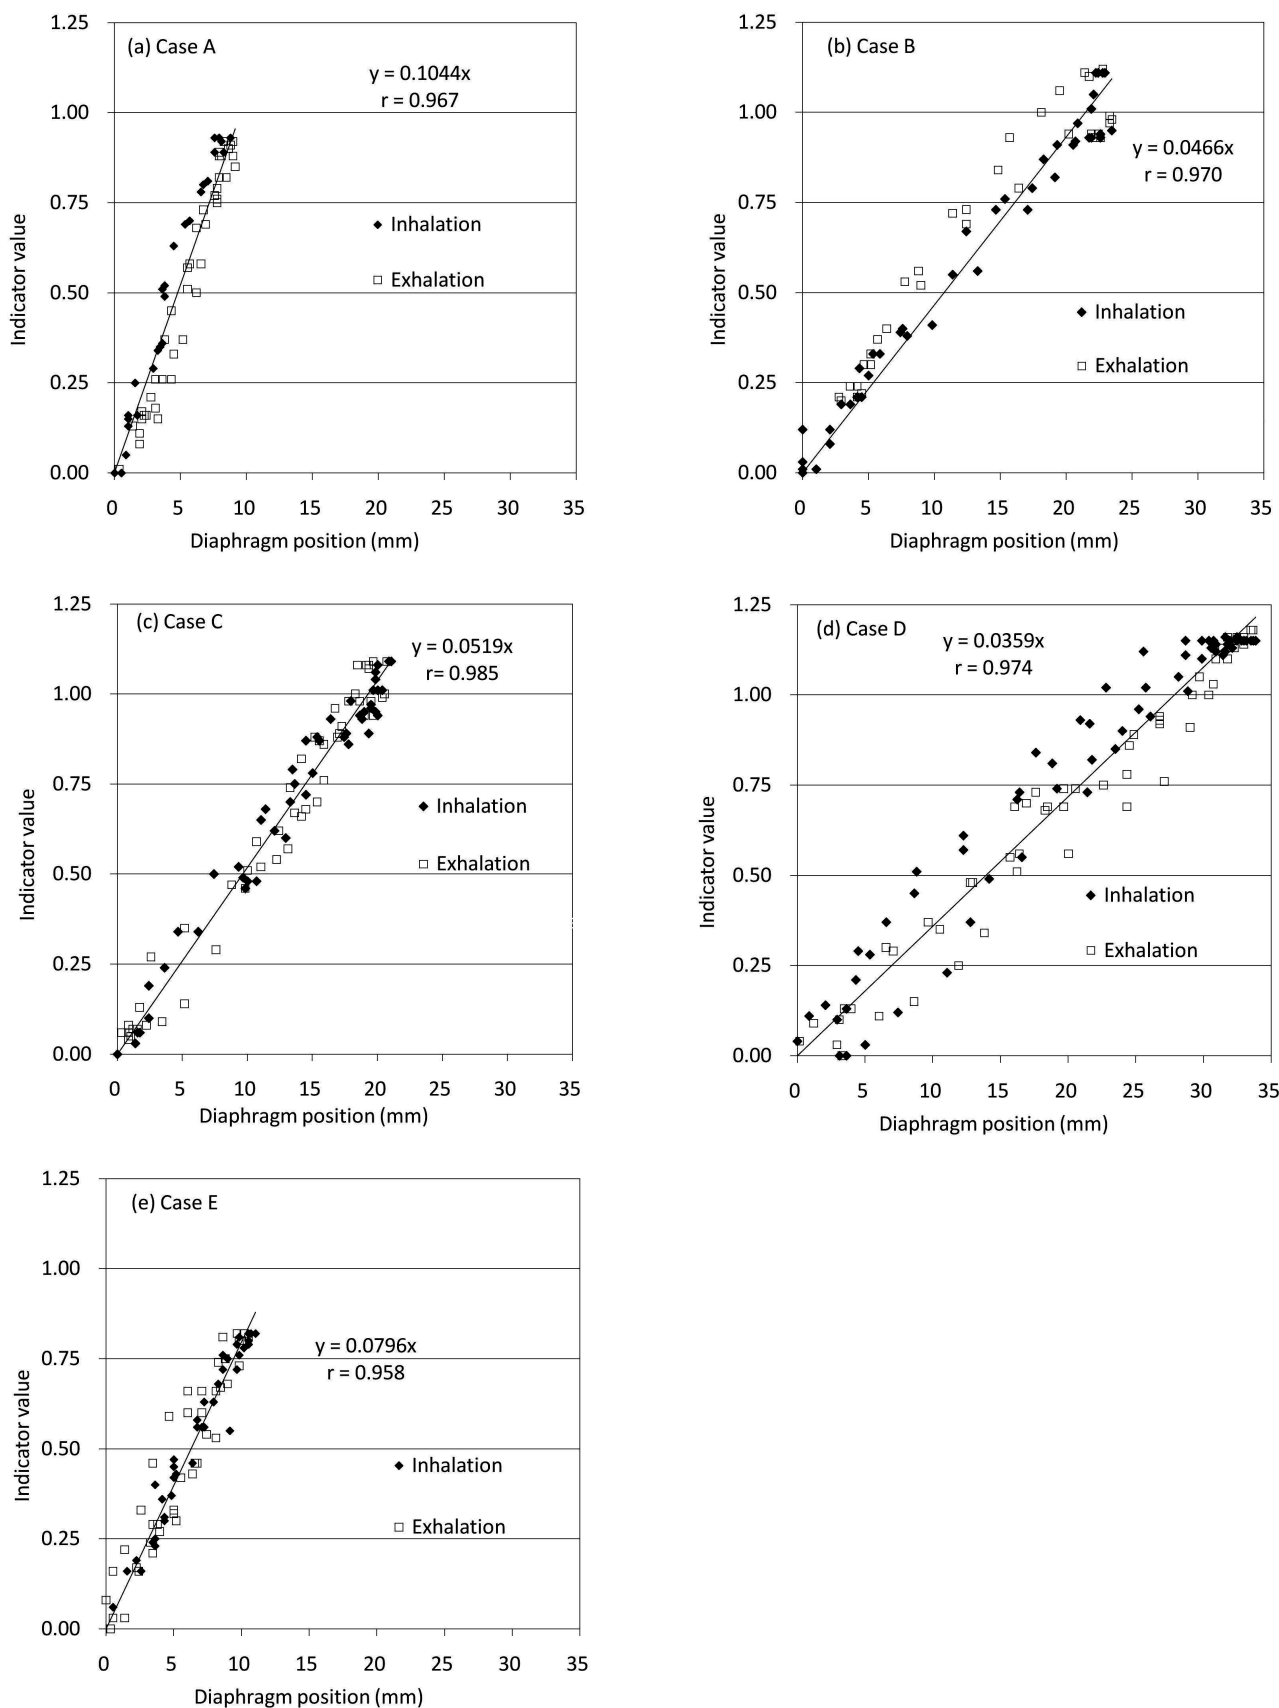 1.25
1.00
0.75
0.50
0.25
0.00
Indicator value
(a) Case A
y = 0.1044x
r = 0.967
Inhalation
Exhalation
0 5 10 15 20 25 30 35
Diaphragm position (mm)
1.25
1.00
0.75
0.50
0.25
0.00
Indicator value
(b) Case B
y = 0.0466x
r = 0.970
Inhalation
Exhalation
0 5 10 15 20 25 30 35
Diaphragm position (mm)
1.25
1.00
0.75
0.50
0.25
0.00
Indicator value
(c) Case C
y = 0.0519x
r= 0.985
Inhalation
Exhalation
0 5 10 15 20 25 30 35
Diaphragm position (mm)
1.25
1.00
0.75
0.50
0.25
0.00
Indicator value
(d) Case D
y = 0.0359x
r = 0.974
Inhalation
Exhalation
0 5 10 15 20 25 30 35
Diaphragm position (mm)
1.25
1.00
0.75
0.50
0.25
0.00
Indicator value
(e) Case E
y = 0.0796x
r = 0.958
Inhalation
Exhalation
0 5 10 15 20 25 30 35
Diaphragm position (mm)